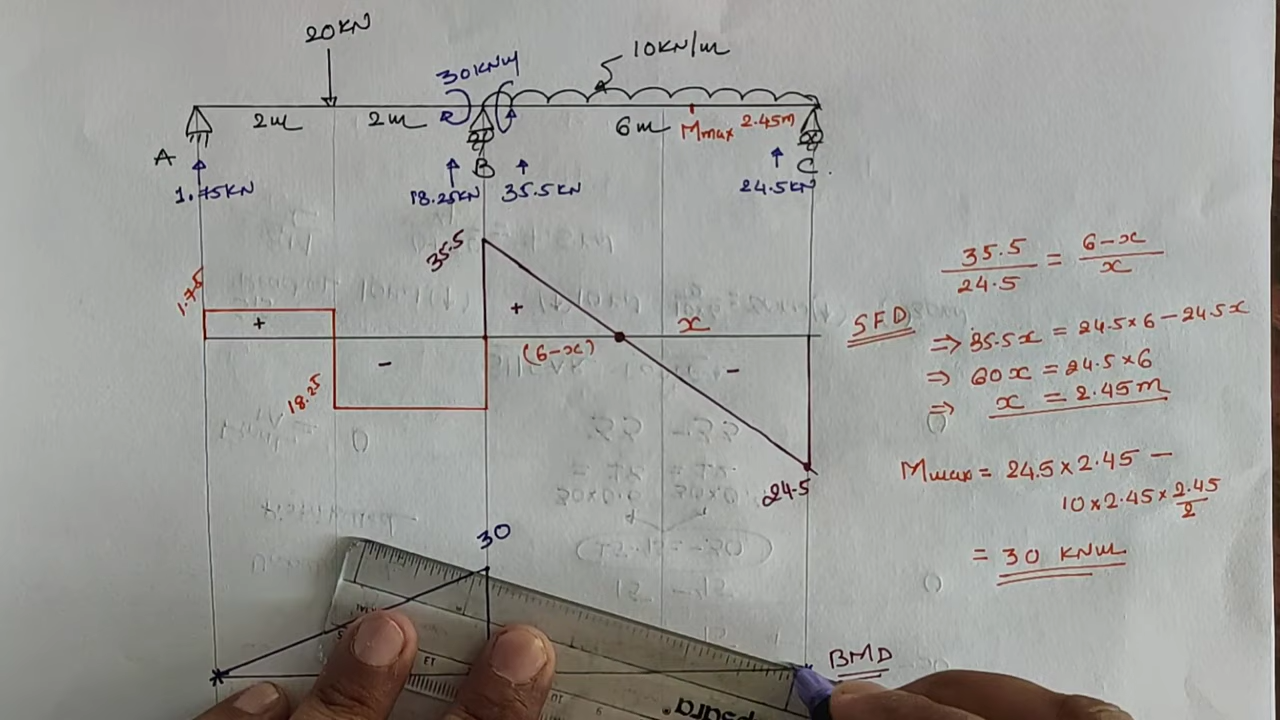 20KN
30KNm
10KN/m
2m 2m 6m Mmax 2.45m
A B C
1.75KN 18.25KN 35.5KN 24.5KN
35.5
1.75
+ + x
SFD
(6-x)
- -
18.25
24.5
35.5/24.5 = 6-x/x
⇒ 35.5x = 24.5×6-24.5x
⇒ 60x = 24.5×6
⇒ x = 2.45m
Mmax = 24.5×2.45 -
10×2.45×2.45/2
= 30 KNm
30
BMD
13
10
9